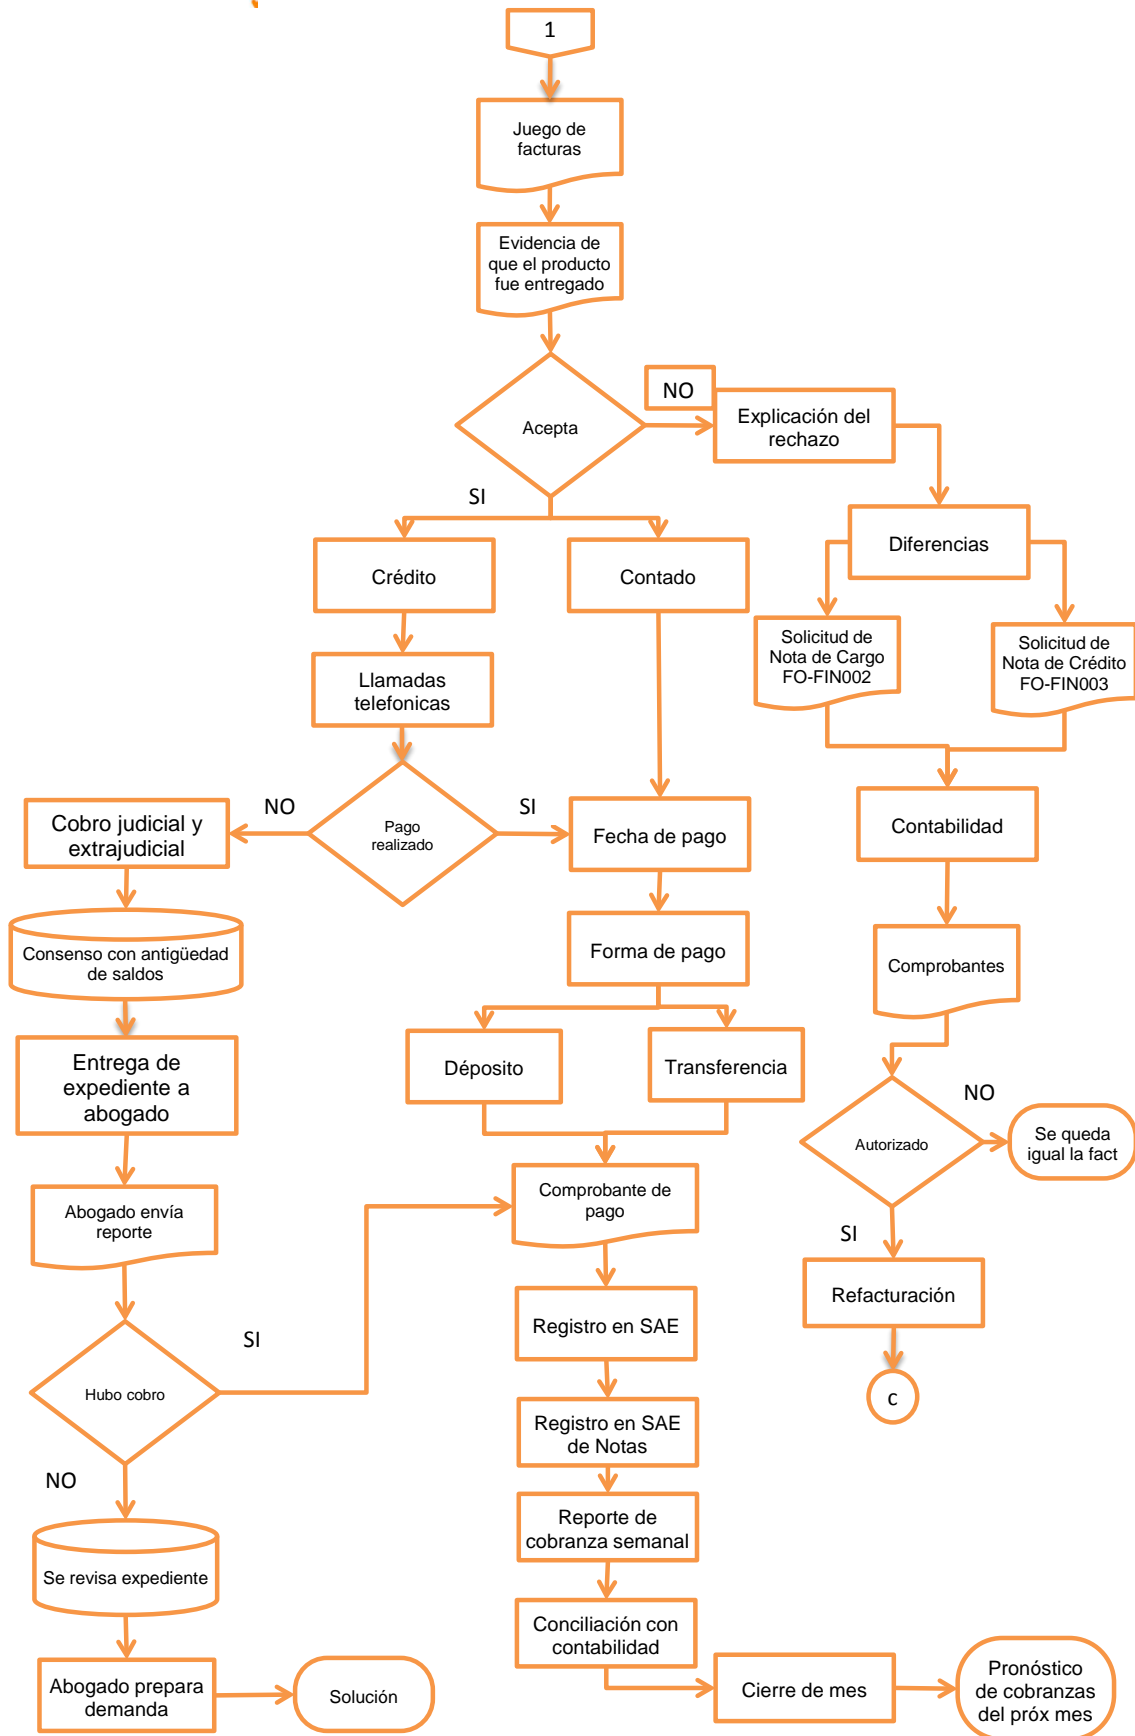 1
Juego de
facturas
Evidencia de
que el producto
fue entregado
Acepta
NO
Explicación del
rechazo
SI
Diferencias
Crédito
Contado
Solicitud de
Nota de Cargo
FO-FIN002
Solicitud de
Nota de Crédito
FO-FIN003
Llamadas
telefonicas
NO
SI
Pago
realizado
Cobro judicial y
extrajudicial
Fecha de pago
Contabilidad
Consenso con antigüedad
de saldos
Forma de pago
Comprobantes
Entrega de
expediente a
abogado
Déposito
Transferencia
NO
Autorizado
Se queda
igual la fact
Abogado envía
reporte
Comprobante de
pago
SI
Refacturación
SI
Registro en SAE
Hubo cobro
c
Registro en SAE
de Notas
NO
Reporte de
cobranza semanal
Se revisa expediente
Conciliación con
contabilidad
Abogado prepara
demanda
Solución
Cierre de mes
Pronóstico
de cobranzas
del próx mes